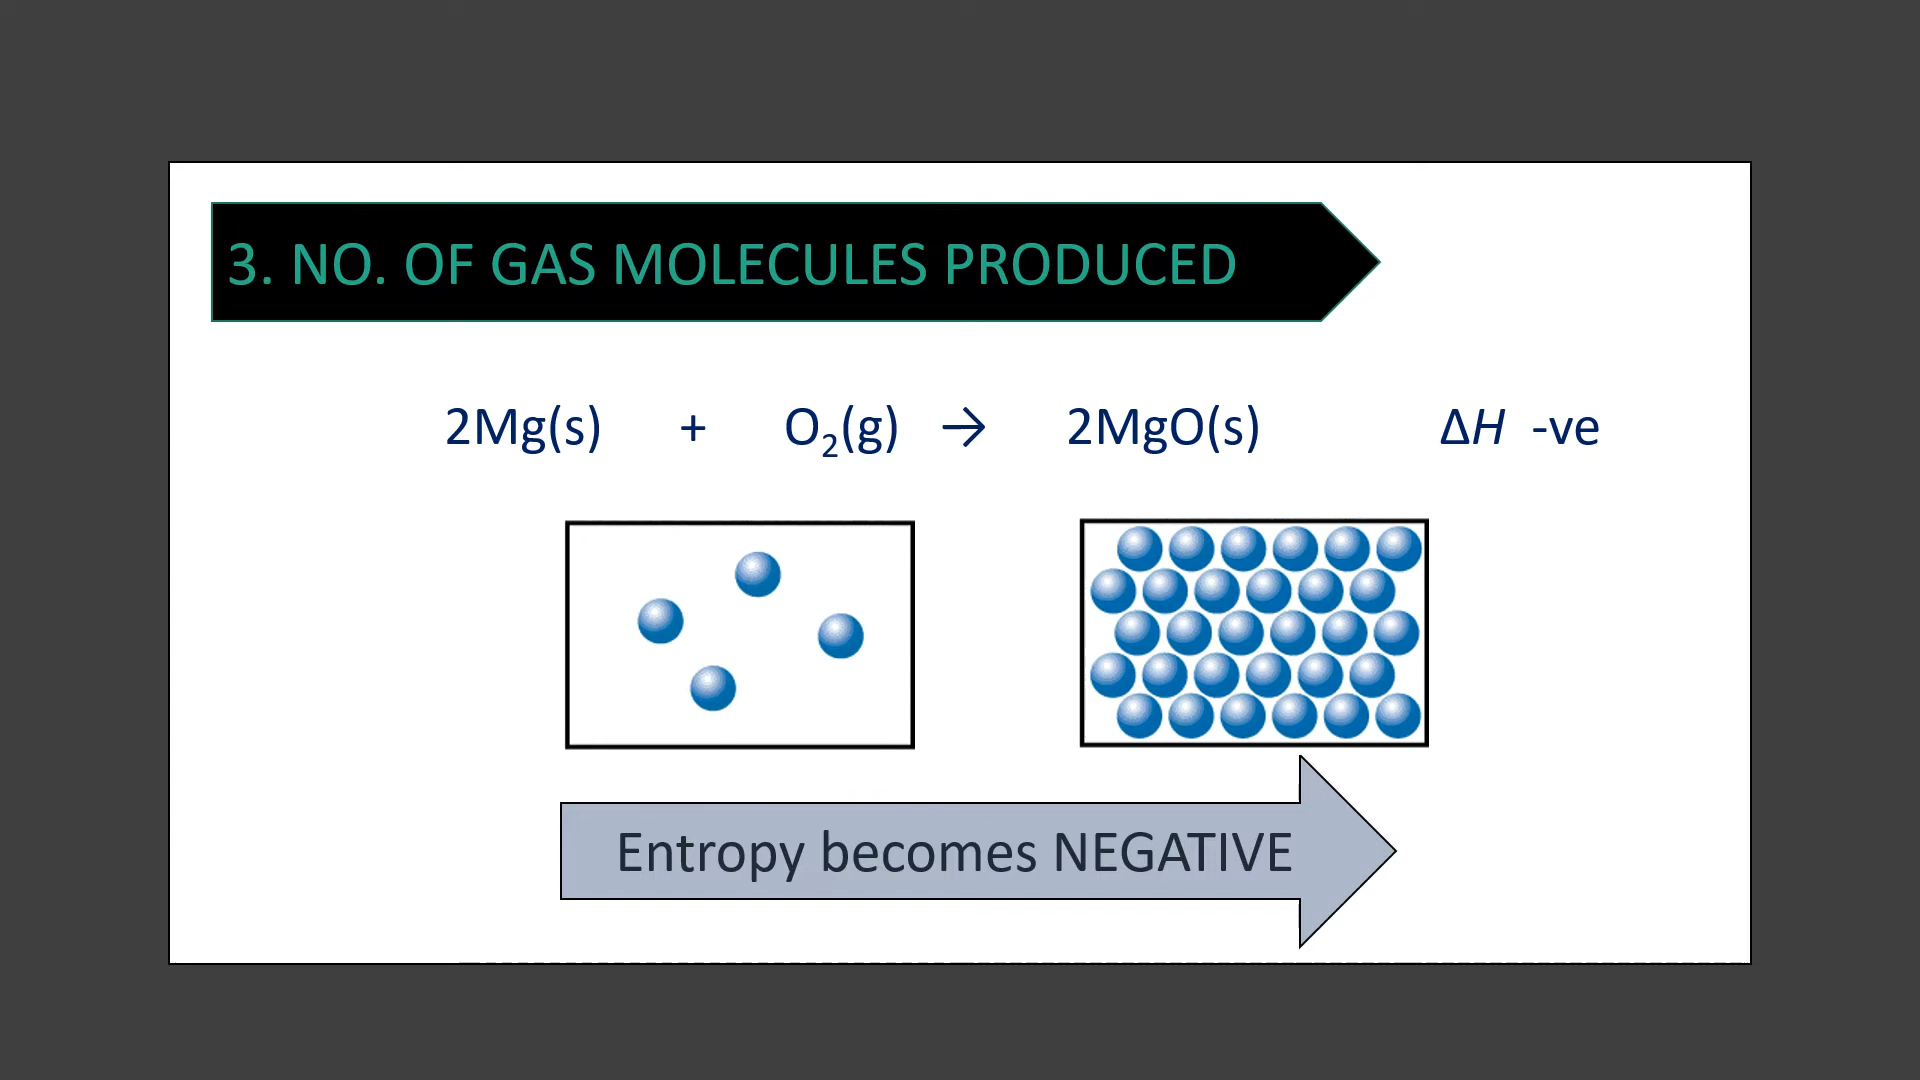 3. NO. OF GAS MOLECULES PRODUCED
2Mg(s) + O₂(g) → 2MgO(s) ΔH -ve
Entropy becomes NEGATIVE